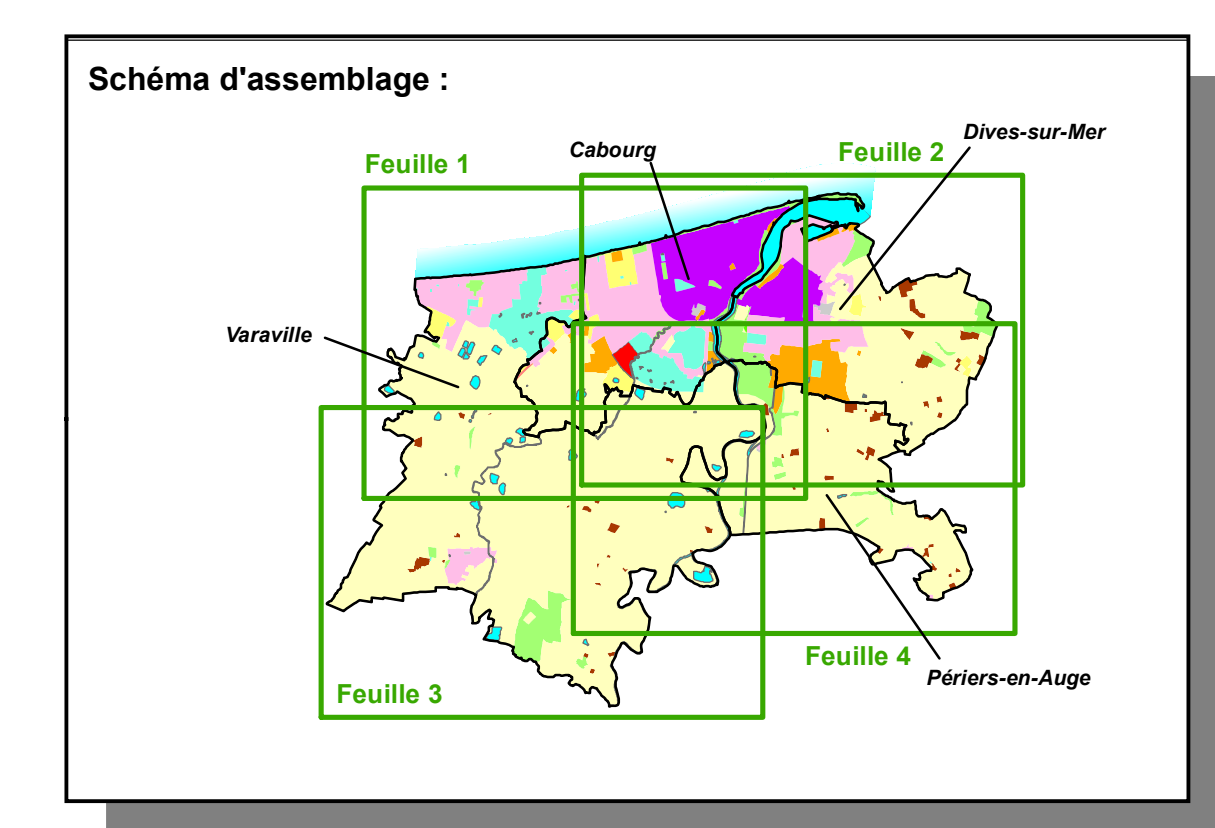 Schéma d'assemblage :
Dives-sur-Mer
Cabourg
Feuille 2
Feuille 1
Varaville
Feuille 4
Périers-en-Auge
Feuille 3